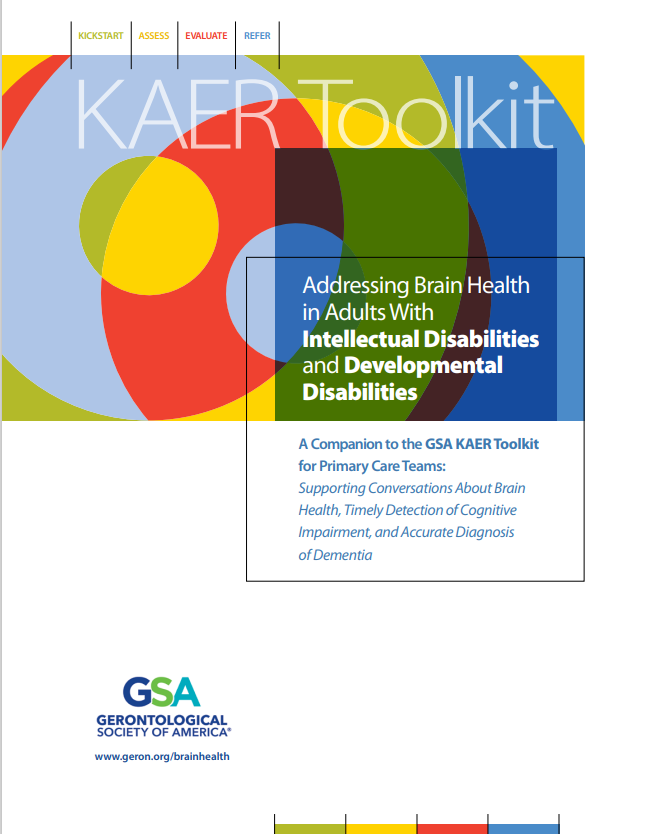 KICKSTART ASSESS EVALUATE REFER
KAER Toolkit
Addressing Brain Health
in Adults With
Intellectual Disabilities
and Developmental
Disabilities
A Companion to the GSA KAER Toolkit
for Primary Care Teams:
Supporting Conversations About Brain
Health, Timely Detection of Cognitive
Impairment, and Accurate Diagnosis
of Dementia
GSA
GERONTOLOGICAL
SOCIETY OF AMERICA®
www.geron.org/brainhealth